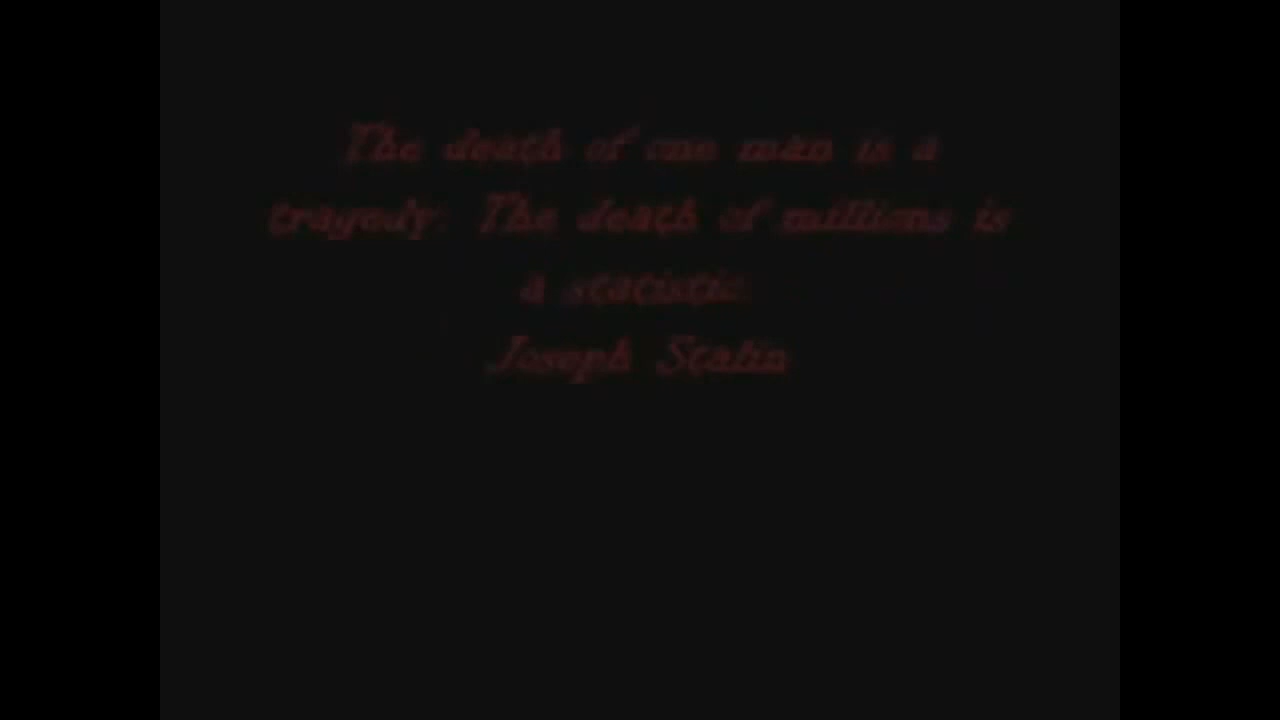 The death of one man is a
tragedy. The death of millions is
a statistic.
Joseph Stalin